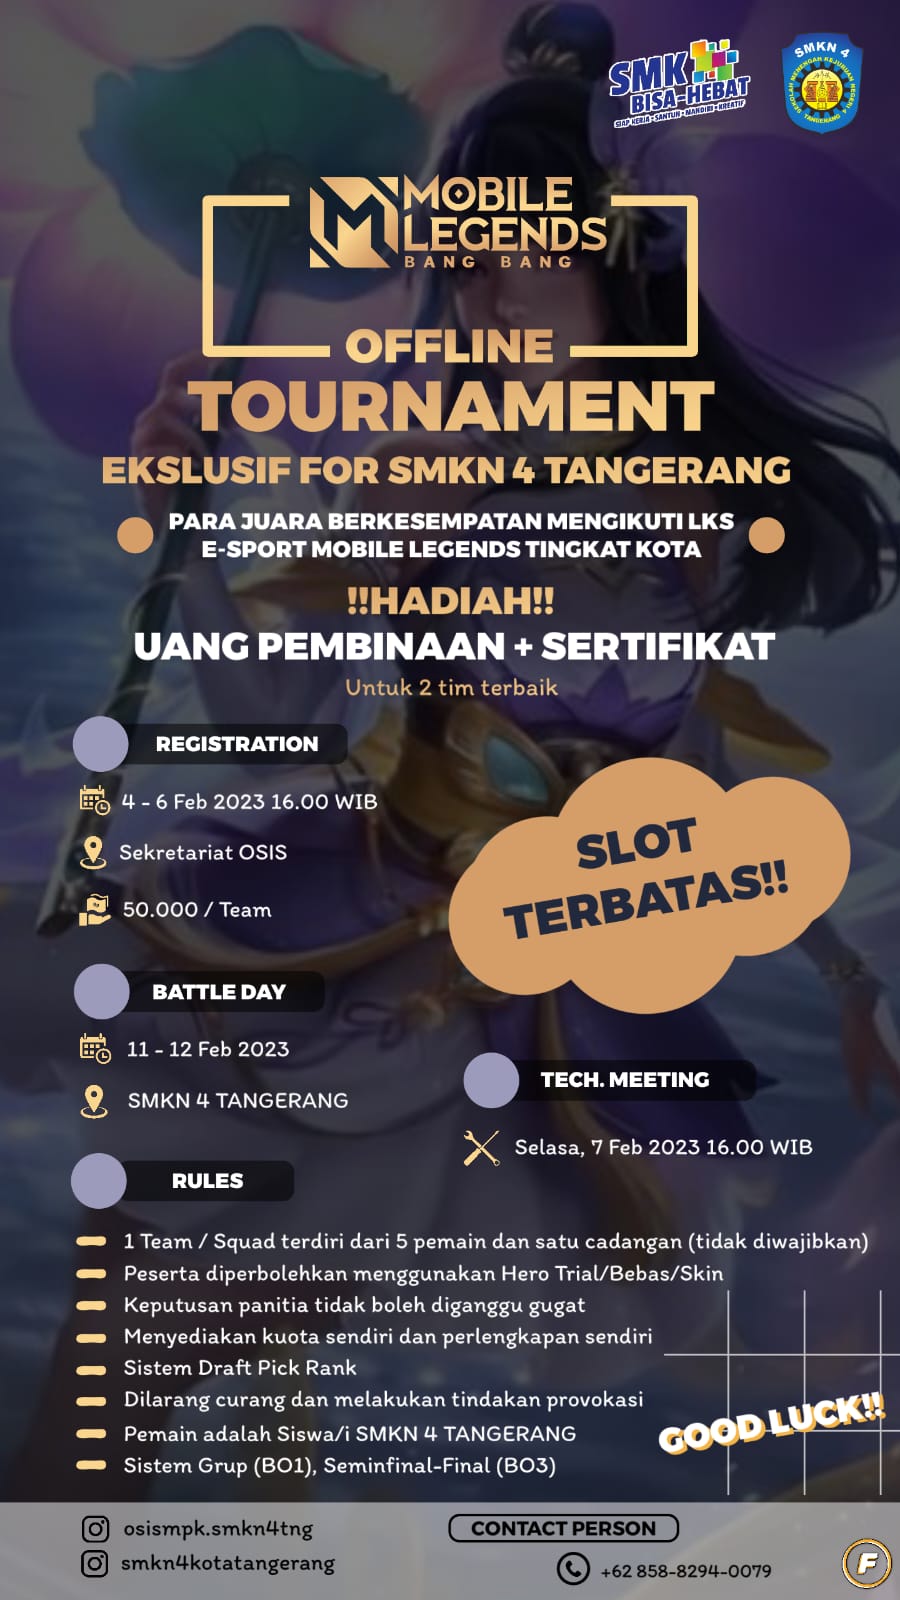 SMK
BISA-HEBAT
SIAP KERJA - SANTUN - MANDIRI - KREATIF
SMKN 4
SEKOLAH MENENGAH KEJURUAN NEGERI 4
TANGERANG
MOBILE
LEGENDS
BANG BANG
OFFLINE
TOURNAMENT
EKSLUSIF FOR SMKN 4 TANGERANG
PARA JUARA BERKESEMPATAN MENGIKUTI LKS
E-SPORT MOBILE LEGENDS TINGKAT KOTA
!!HADIAH!!
UANG PEMBINAAN + SERTIFIKAT
Untuk 2 tim terbaik
REGISTRATION
4 - 6 Feb 2023 16.00 WIB
Sekretariat OSIS
50.000 / Team
SLOT
TERBATAS!!
BATTLE DAY
11 - 12 Feb 2023
SMKN 4 TANGERANG
TECH. MEETING
Selasa, 7 Feb 2023 16.00 WIB
RULES
1 Team / Squad terdiri dari 5 pemain dan satu cadangan (tidak diwajibkan)
Peserta diperbolehkan menggunakan Hero Trial/Bebas/Skin
Keputusan panitia tidak boleh diganggu gugat
Menyediakan kuota sendiri dan perlengkapan sendiri
Sistem Draft Pick Rank
Dilarang curang dan melakukan tindakan provokasi
Pemain adalah Siswa/i SMKN 4 TANGERANG
Sistem Grup (BO1), Seminfinal-Final (BO3)
GOOD LUCK!!
osismpk.smkn4tng
smkn4kotatangerang
CONTACT PERSON
+62 858-8294-0079
F